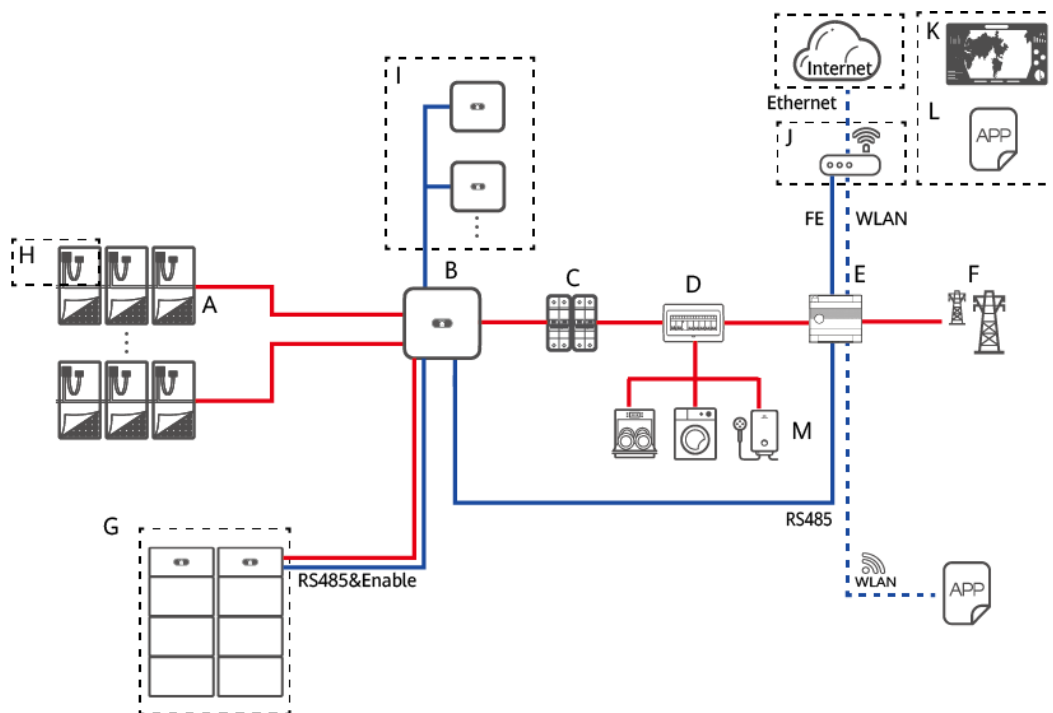 K
I
Internet
Ethernet
L
APP
J
FE
WLAN
H
B
A
C
D
E
F
M
RS485
G
RS485&Enable
WLAN
APP